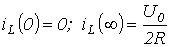 i_L(0) = 0; i_L(∞) = U_0 / 2R